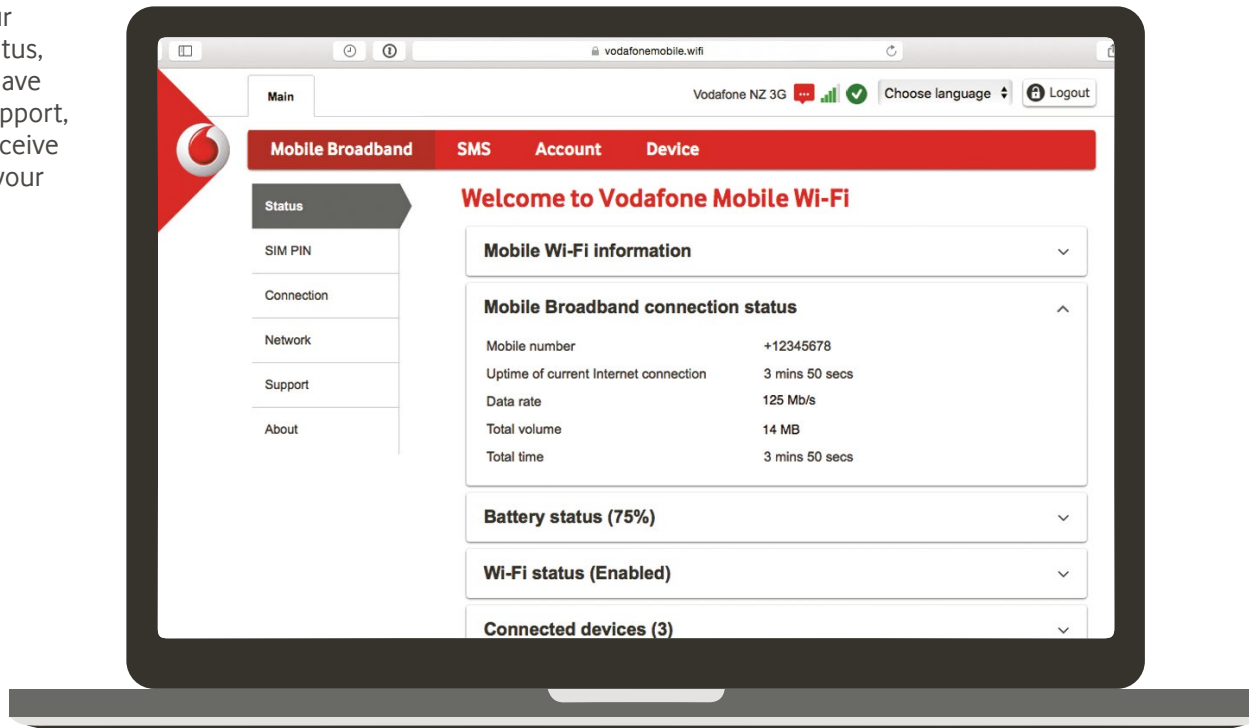 tus,
ave
pport,
ceive
your
vodafonemobile.wifi
Main
Vodafone NZ 3G
Choose language
Logout
Mobile Broadband SMS Account Device
Status
SIM PIN
Connection
Network
Support
About
Welcome to Vodafone Mobile Wi-Fi
Mobile Wi-Fi information
Mobile Broadband connection status
Mobile number +12345678
Uptime of current Internet connection 3 mins 50 secs
Data rate 125 Mb/s
Total volume 14 MB
Total time 3 mins 50 secs
Battery status (75%)
Wi-Fi status (Enabled)
Connected devices (3)